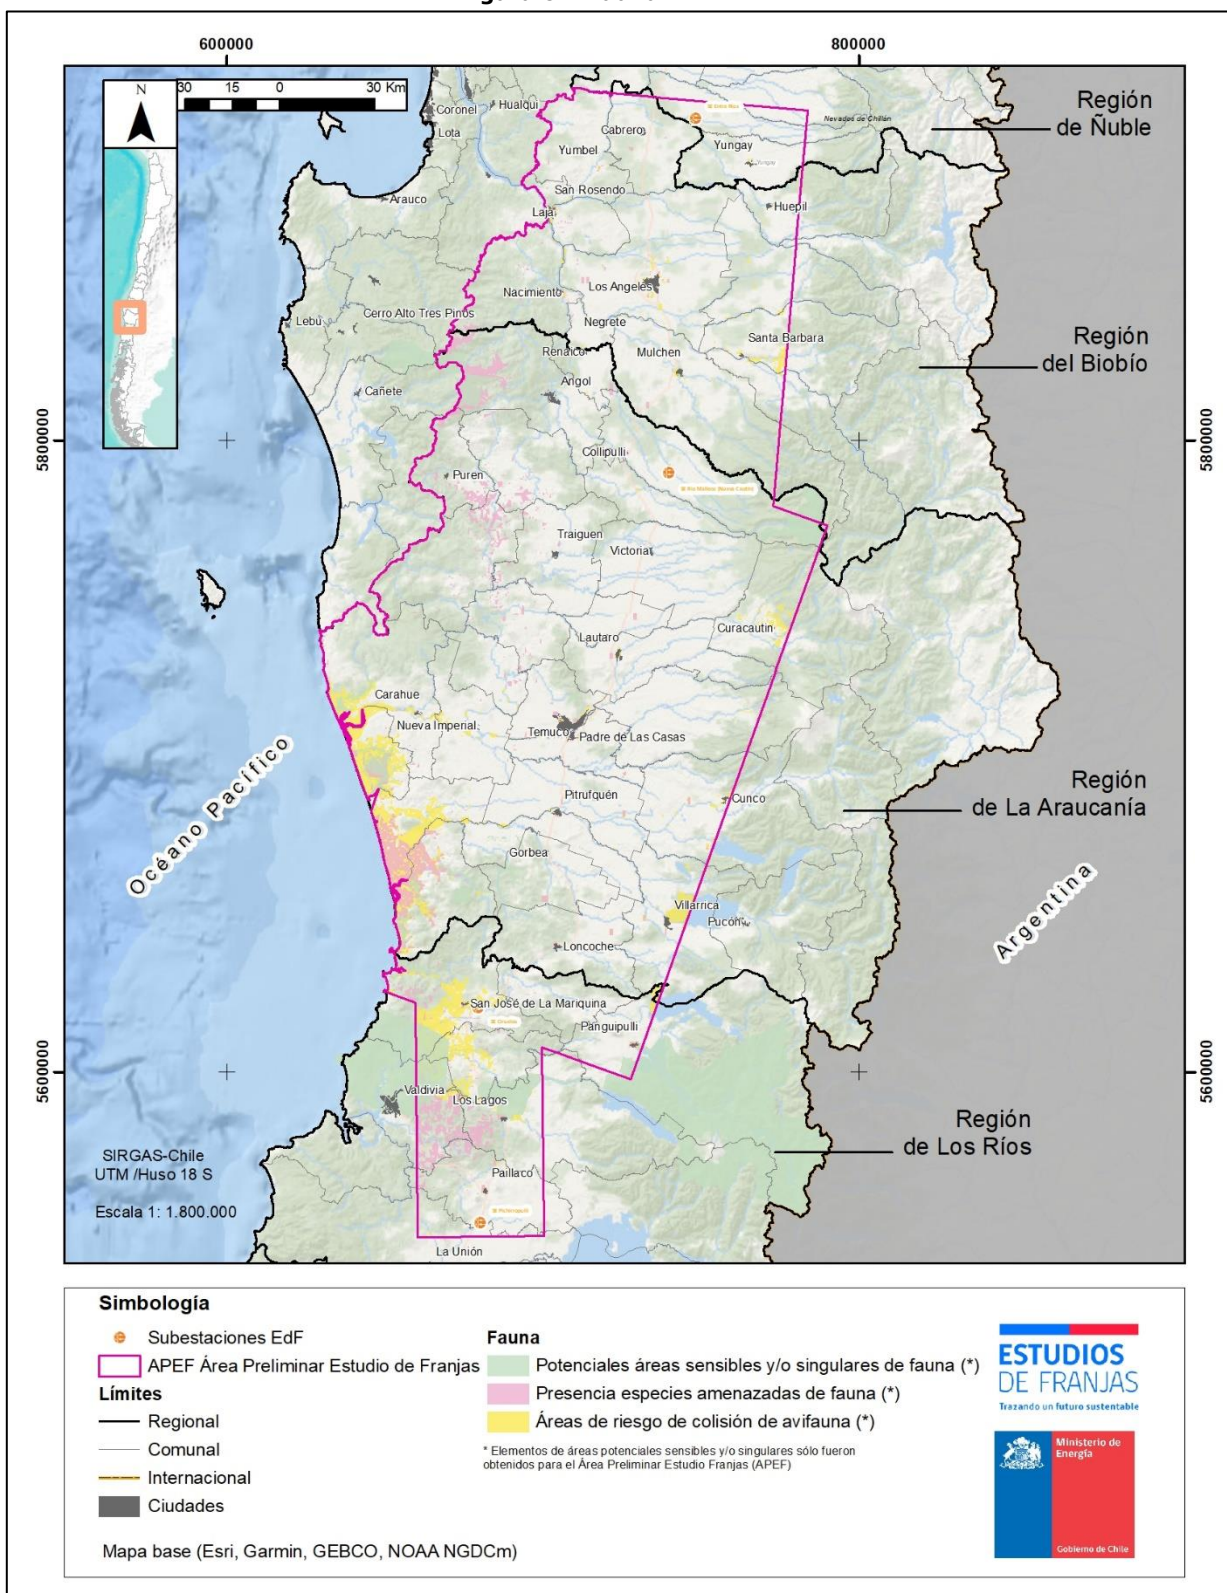 600000
800000
N
30 15 0 30 Km
Coronel
Hualqui
Lota
Cabrero
Yumbel
Yungay
Nevados de Chillán
Región
de Ñuble
San Rosendo
Arauco
Laja
Huepil
Nacimiento
Los Angeles
Negrete
Cerro Alto Tres Pinos
Lebu
Renaico
Mulchen
Santa Barbara
Región
del Biobío
Angol
Cañete
5800000
5800000
Collipulli
Puren
Traiguen
Victoria
Curacautin
Lautaro
Carahue
Nueva Imperial
Temuco
Padre de Las Casas
Océano Pacífico
Pitrufquén
Cunco
Región
de La Araucanía
Gorbea
Villarrica
Pucón
Argentina
Loncoche
San José de La Mariquina
Panguipulli
5600000
5600000
Valdivia
Los Lagos
Región
de Los Ríos
Paillaco
La Unión
SIRGAS-Chile
UTM /Huso 18 S
Escala 1: 1.800.000
Simbología
Subestaciones EdF
APEF Área Preliminar Estudio de Franjas
Límites
Regional
Comunal
Internacional
Ciudades
Mapa base (Esri, Garmin, GEBCO, NOAA NGDCm)
Fauna
Potenciales áreas sensibles y/o singulares de fauna (*)
Presencia especies amenazadas de fauna (*)
Áreas de riesgo de colisión de avifauna (*)
* Elementos de áreas potenciales sensibles y/o singulares sólo fueron
obtenidos para el Área Preliminar Estudio Franjas (APEF)
ESTUDIOS
DE FRANJAS
Trazando un futuro sustentable
Ministerio de
Energía
Gobierno de Chile